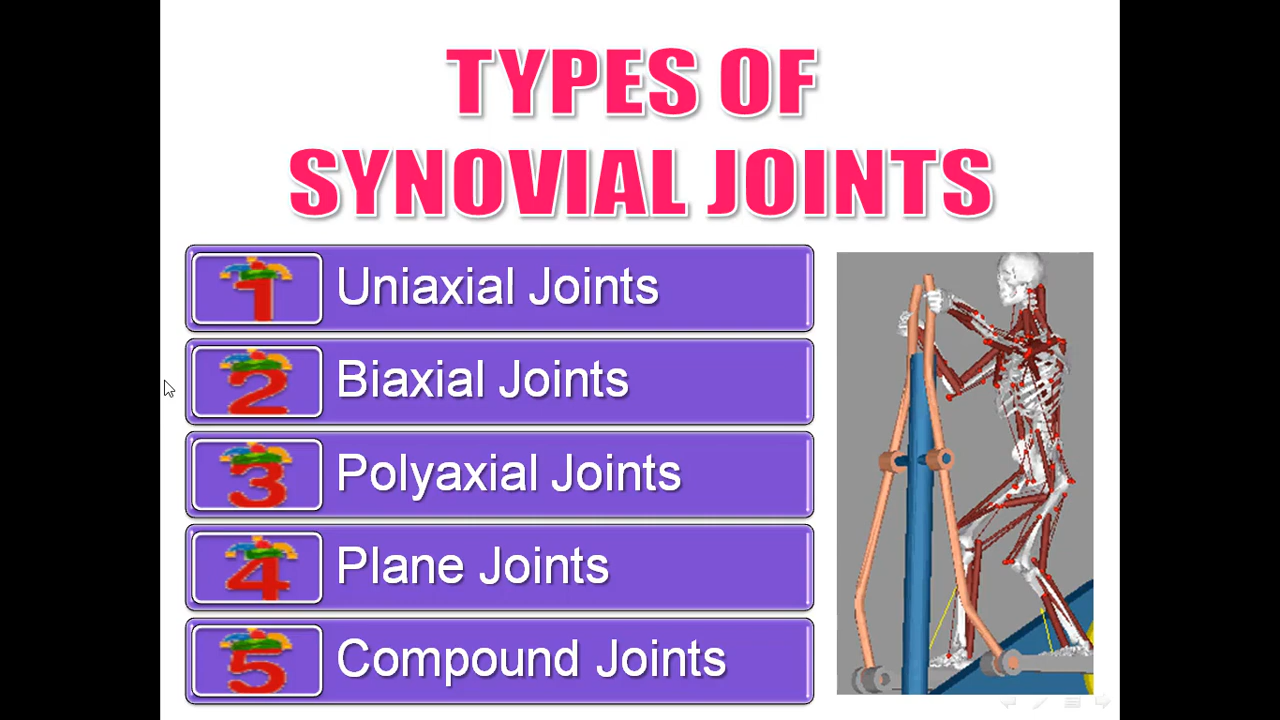 TYPES OF
SYNOVIAL JOINTS
1 Uniaxial Joints
2 Biaxial Joints
3 Polyaxial Joints
4 Plane Joints
5 Compound Joints